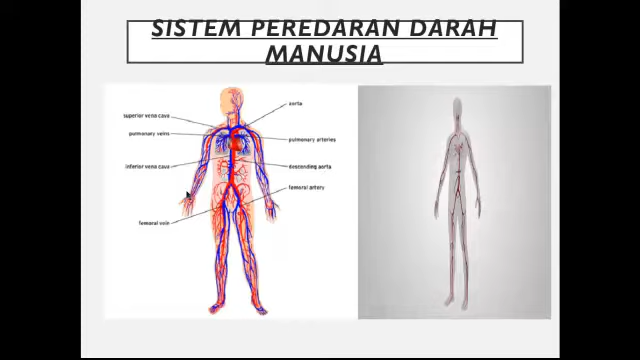 SISTEM PEREDARAN DARAH
MANUSIA
aorta
superior vena cava
pulmonary veins
pulmonary arteries
inferior vena cava
descending aorta
femoral artery
femoral vein